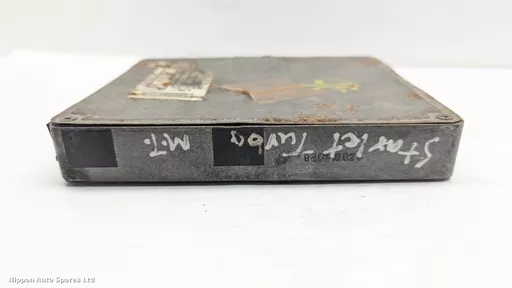 Starlet Turbo M.T.
Nippon Auto Spares Ltd